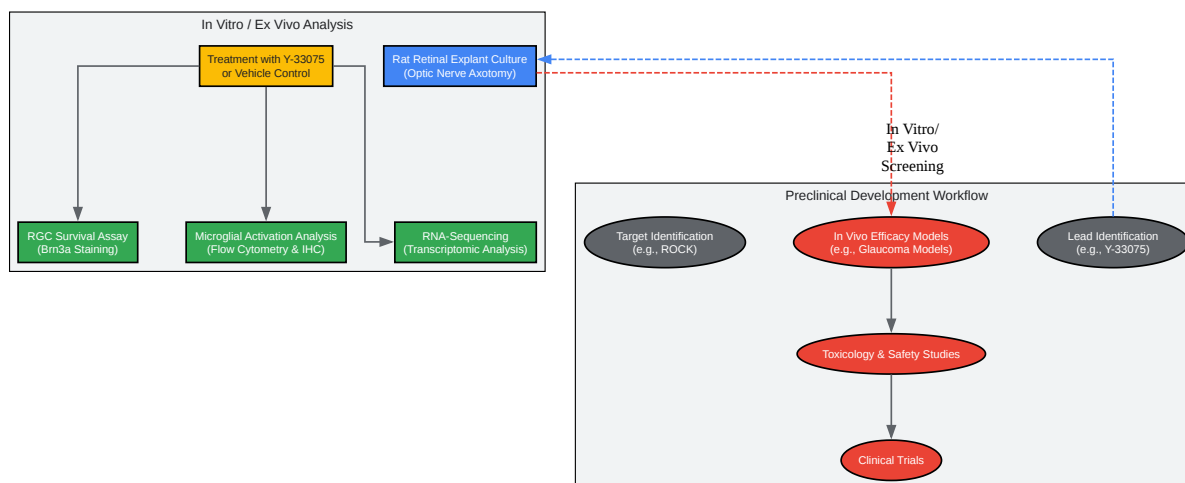 In Vitro / Ex Vivo Analysis
Treatment with Y-33075
or Vehicle Control
Rat Retinal Explant Culture
(Optic Nerve Axotomy)
RGC Survival Assay
(Brn3a Staining)
Microglial Activation Analysis
(Flow Cytometry & IHC)
RNA-Sequencing
(Transcriptomic Analysis)
In Vitro/
Ex Vivo
Screening
Preclinical Development Workflow
Target Identification
(e.g., ROCK)
In Vivo Efficacy Models
(e.g., Glaucoma Models)
Lead Identification
(e.g., Y-33075)
Toxicology & Safety Studies
Clinical Trials